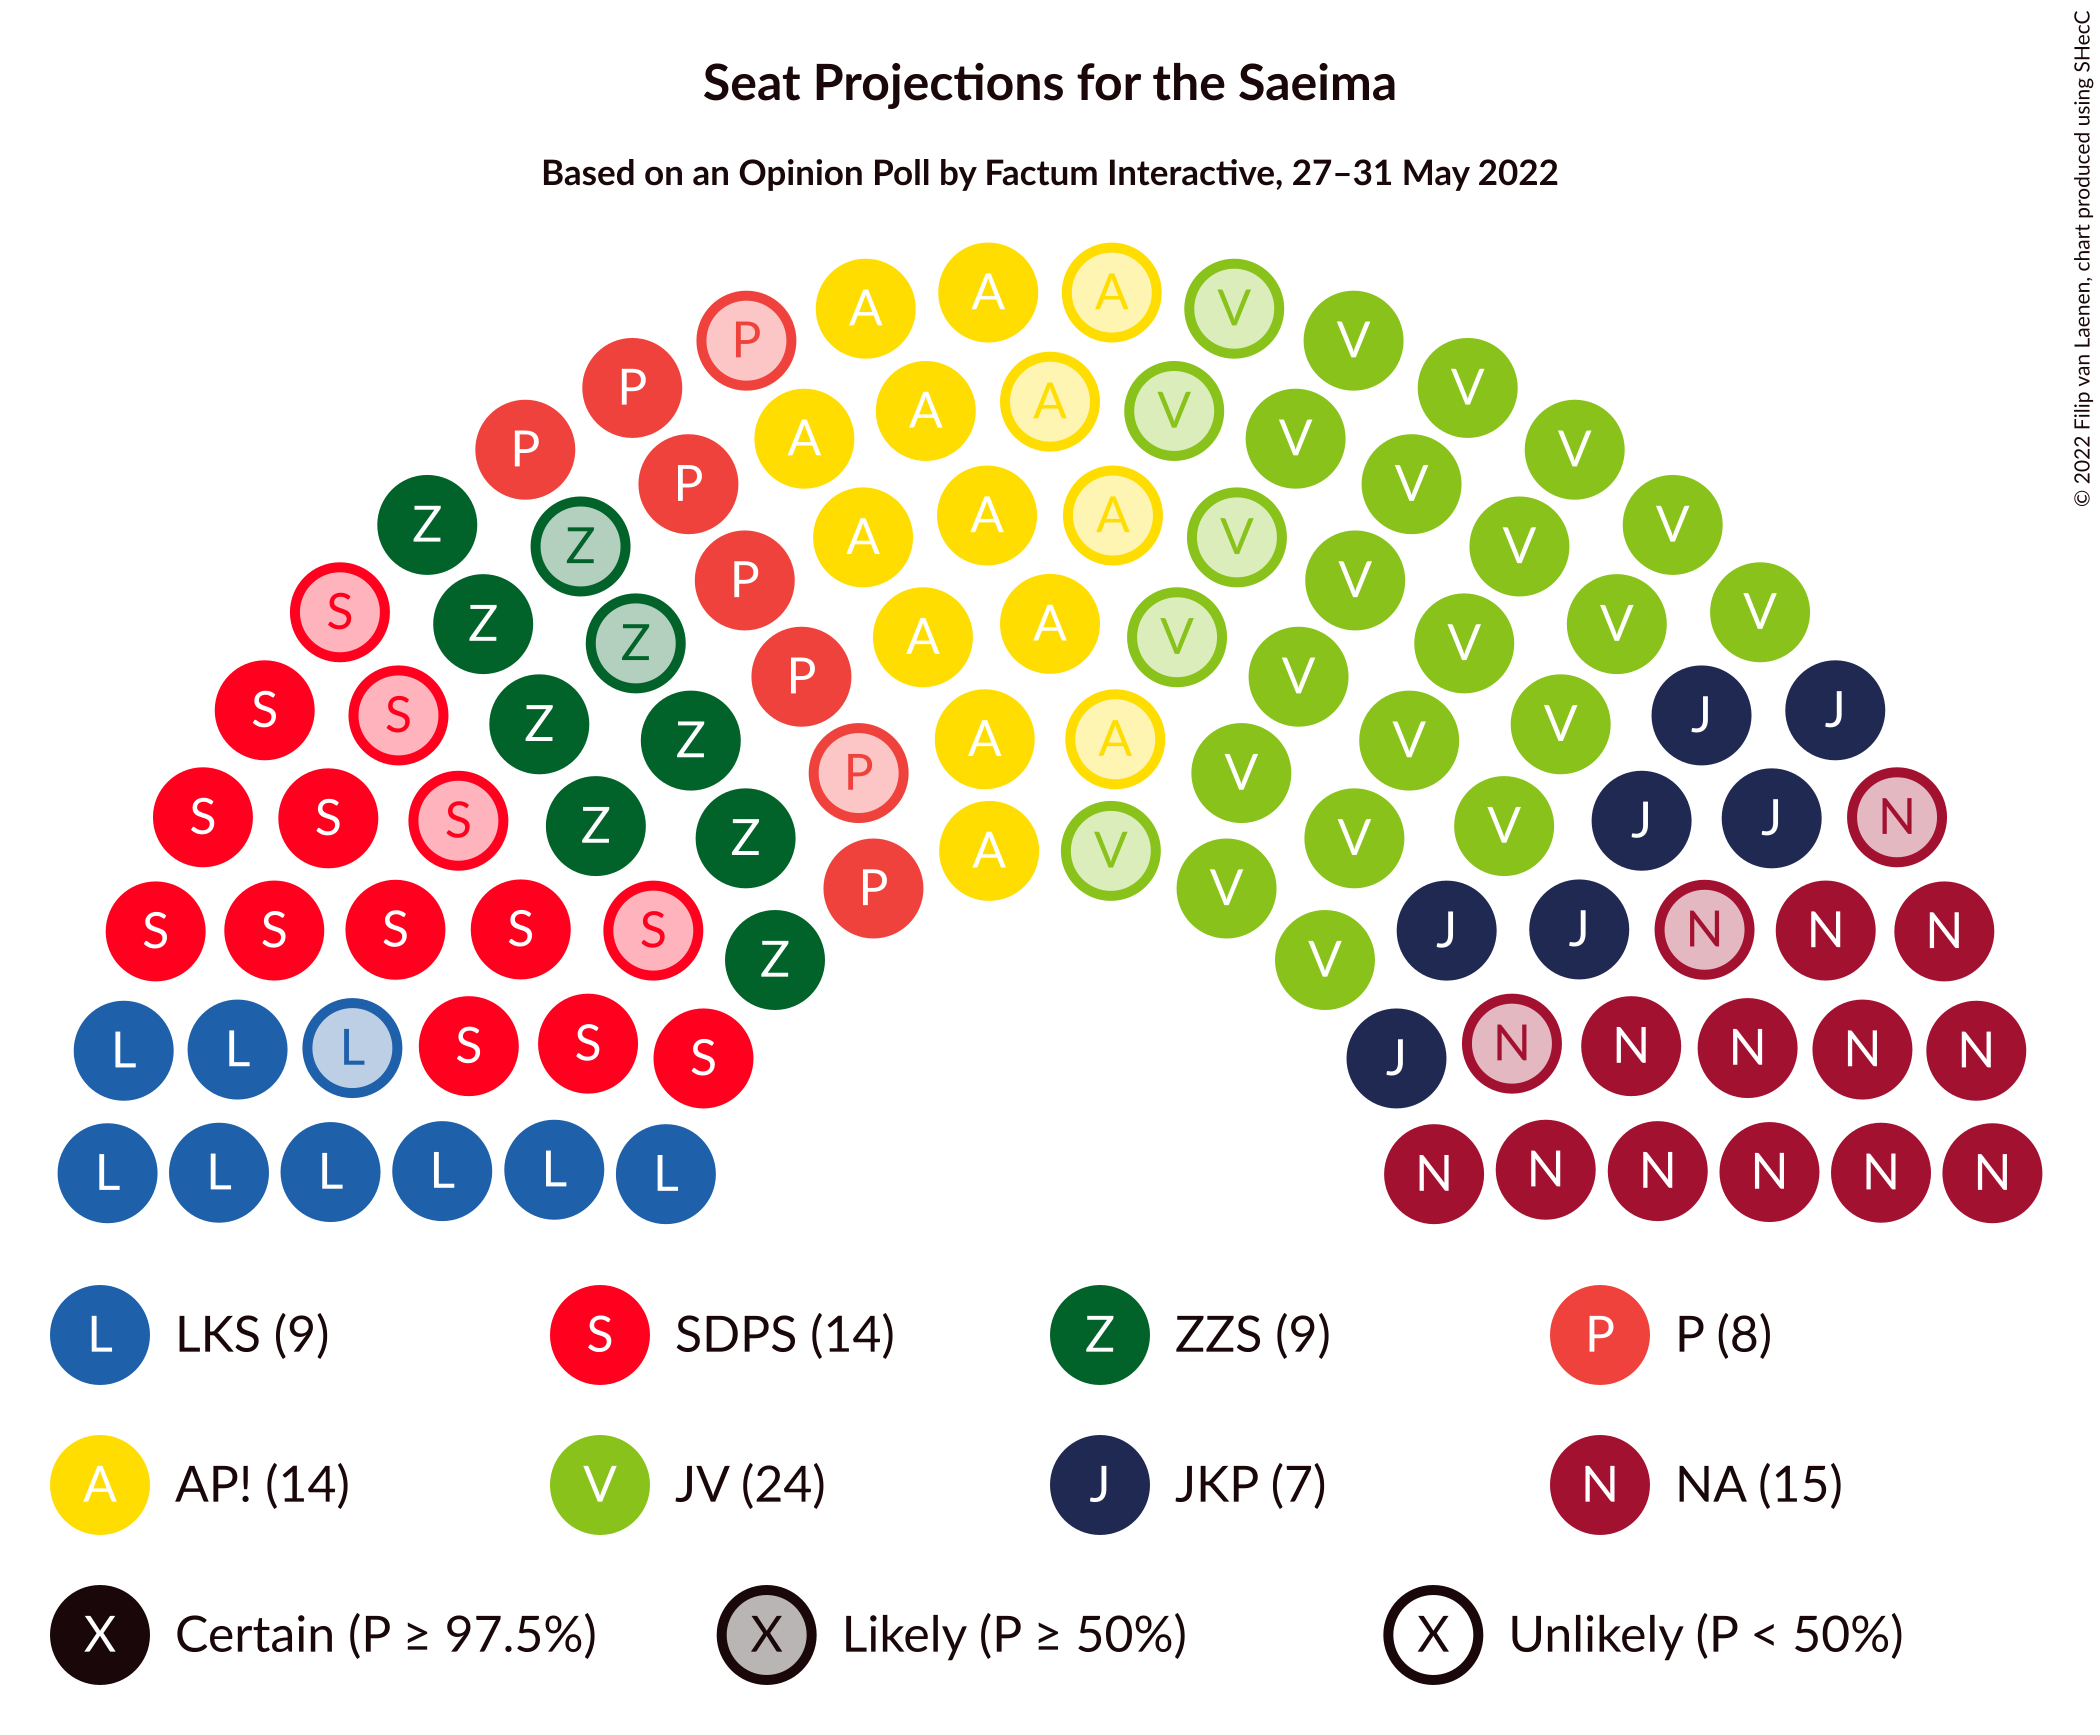 Seat Projections for the Saeima
Based on an Opinion Poll by Factum Interactive, 27–31 May 2022
© 2022 Filip van Laenen, chart produced using SHecC
A A A V
P V
P A A V V V
P A V V
P A A A V V V
Z P V V V
Z A V
S Z P V V V V
Z A A V
Z P V
S S Z A A V V V J J
S Z P V J
S S S Z Z A V V V J J N
P V
S S S S S Z V J J N N N
L L L S S S J N N N N N
L L L L L L N N N N N N
L LKS (9) S SDPS (14) Z ZZS (9) P P (8)
A AP! (14) V JV (24) J JKP (7) N NA (15)
X Certain (P ≥ 97.5%) X Likely (P ≥ 50%) X Unlikely (P < 50%)